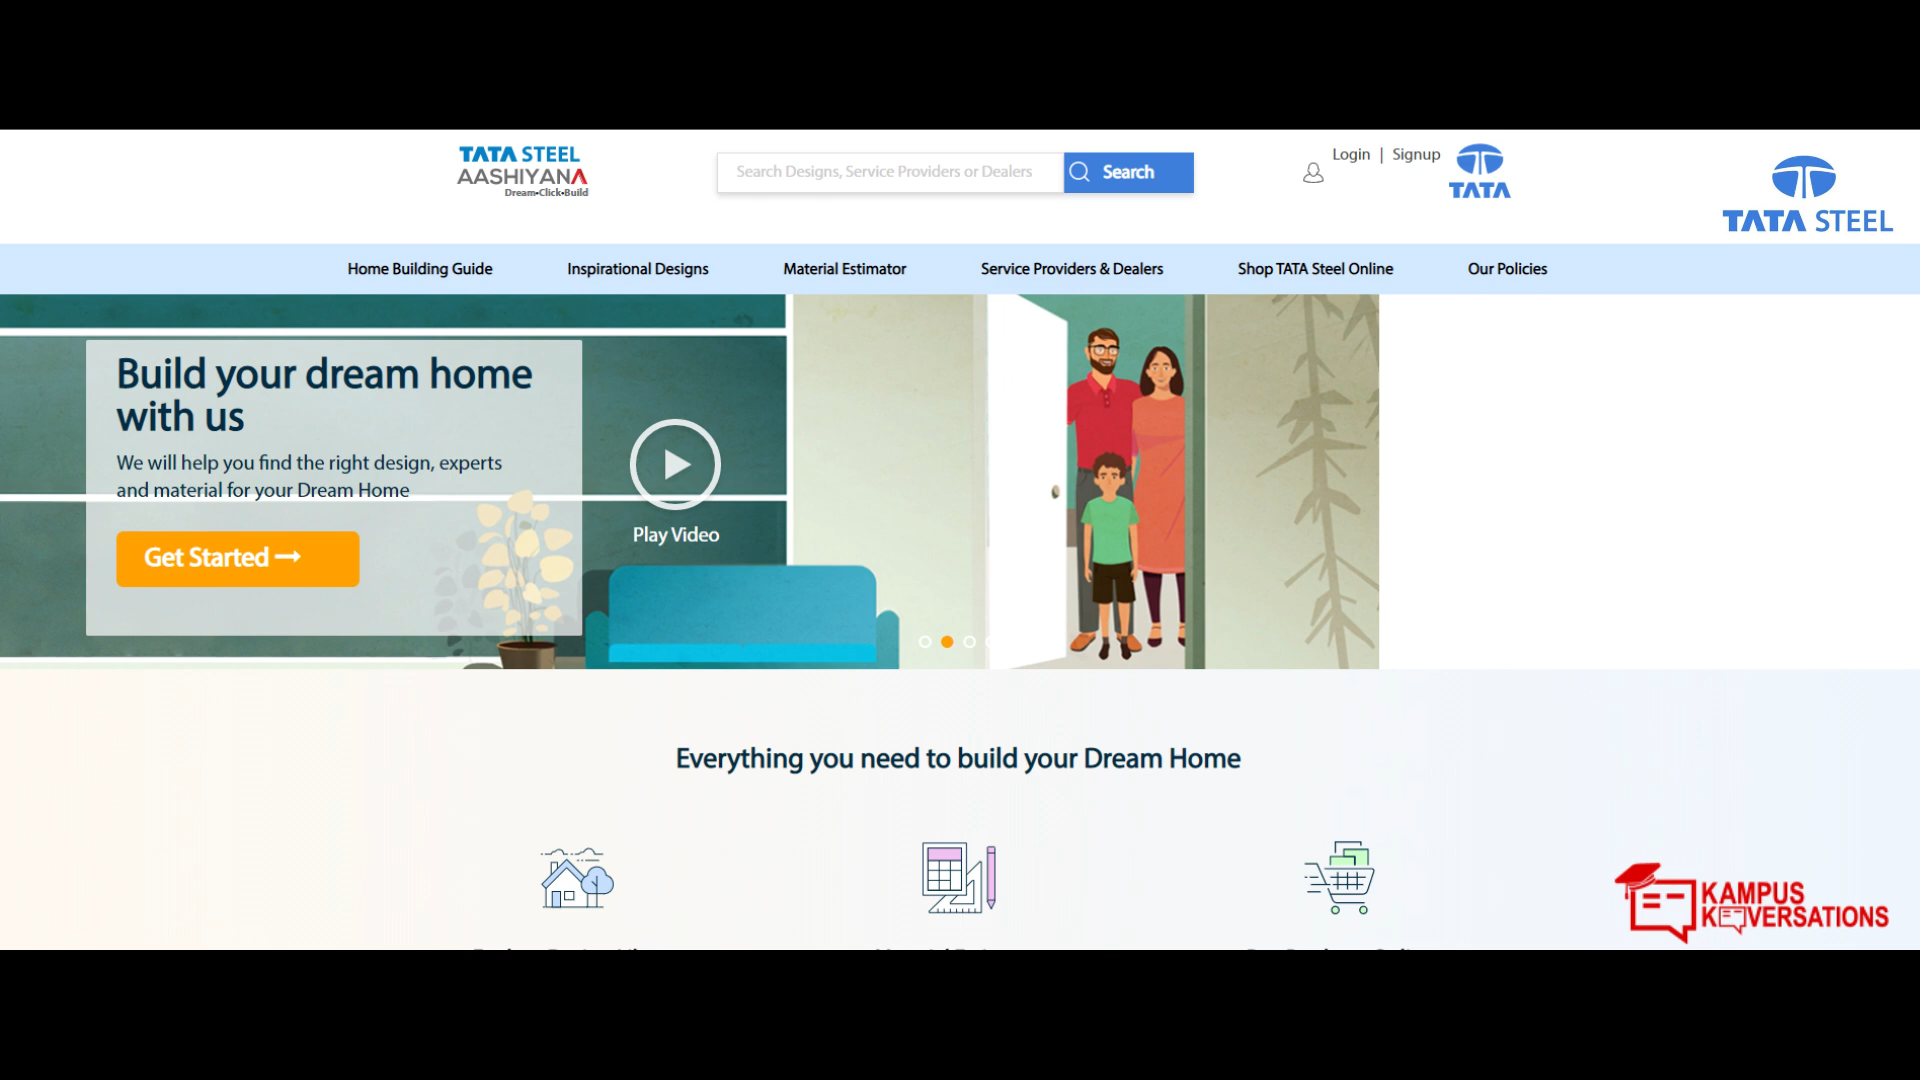 TATA STEEL
AASHIYANA
Dream•Click•Build
Search Designs, Service Providers or Dealers
Search
Login | Signup
TATA
TATA STEEL
Home Building Guide
Inspirational Designs
Material Estimator
Service Providers & Dealers
Shop TATA Steel Online
Our Policies
Build your dream home
with us
We will help you find the right design, experts
and material for your Dream Home
Get Started
Play Video
Everything you need to build your Dream Home
KAMPUS
KONVERSATIONS